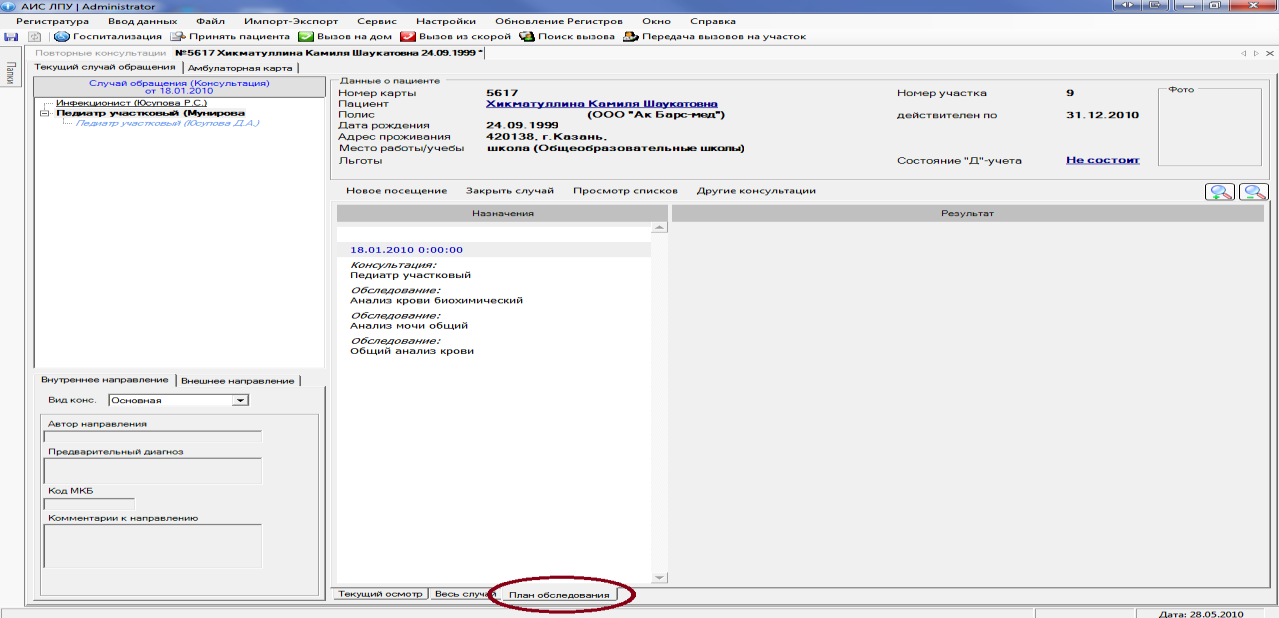 АИС ЛПУ | Administrator
Регистратура Ввод данных Файл Импорт-Экспорт Сервис Настройки Обновление Регистров Окно Справка
Госпитализация Принять пациента Вызов на дом Вызов из скорой Поиск вызова Передача вызовов на участок
Папки
Повторные консультации №5617 Хикматуллина Камиля Шаукатовна 24.09.1999 *
Текущий случай обращения Амбулаторная карта
Случай обращения (Консультация)
от 18.01.2010
Инфекционист (Юсупова Р.С.)
Педиатр участковый (Мунирова
Педиатр участковый (Юсупова Д.А.)
Данные о пациенте
Номер карты 5617 Номер участка 9 Фото
Пациент Хикматуллина Камиля Шаукатовна
Полис (ООО "Ак Барс-мед") действителен по 31.12.2010
Дата рождения 24.09.1999
Адрес проживания 420138, г.Казань,
Место работы/учебы школа (Общеобразовательные школы)
Льготы Состояние "Д"-учета Не состоит
Новое посещение Закрыть случай Просмотр списков Другие консультации
Назначения Результат
18.01.2010 0:00:00
Консультация:
Педиатр участковый
Обследование:
Анализ крови биохимический
Обследование:
Анализ мочи общий
Обследование:
Общий анализ крови
Внутреннее направление Внешнее направление
Вид конс. Основная
Автор направления
Предварительный диагноз
Код МКБ
Комментарии к направлению
Текущий осмотр Весь случай План обследования
Дата: 28.05.2010